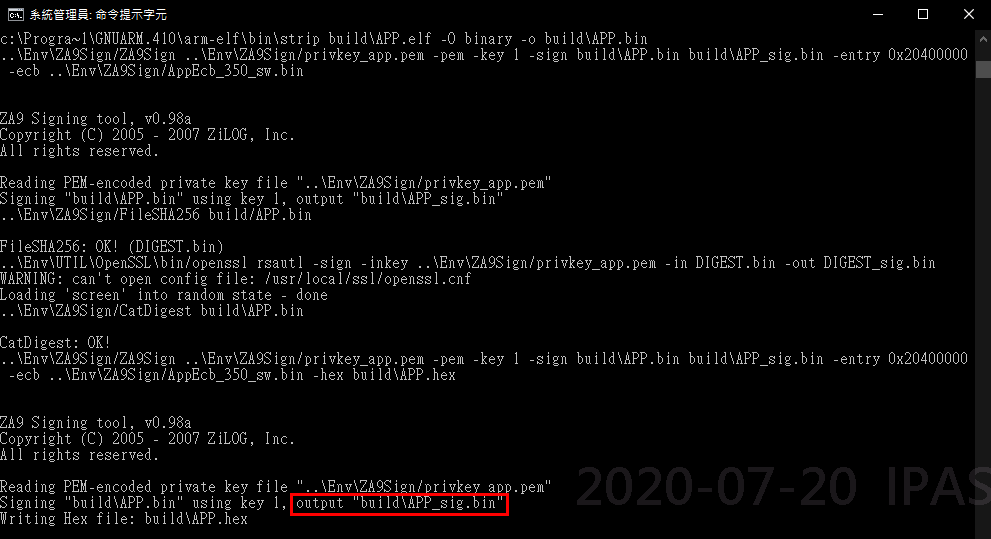 系統管理員: 命令提示字元
c:\Progra~1\GNUARM.410\arm-elf\bin\strip build\APP.elf -O binary -o build\APP.bin
..\Env\ZA9Sign/ZA9Sign ..\Env\ZA9Sign/privkey_app.pem -pem -key 1 -sign build\APP.bin build\APP_sig.bin -entry 0x20400000
-ecb ..\Env\ZA9Sign/AppEcb_350_sw.bin
ZA9 Signing tool, v0.98a
Copyright (C) 2005 - 2007 ZiLOG, Inc.
All rights reserved.
Reading PEM-encoded private key file "..\Env\ZA9Sign/privkey_app.pem"
Signing "build\APP.bin" using key 1, output "build\APP_sig.bin"
..\Env\ZA9Sign/FileSHA256 build/APP.bin
FileSHA256: OK! (DIGEST.bin)
..\Env\UTIL\OpenSSL\bin/openssl rsautl -sign -inkey ..\Env\ZA9Sign/privkey_app.pem -in DIGEST.bin -out DIGEST_sig.bin
WARNING: can't open config file: /usr/local/ssl/openssl.cnf
Loading 'screen' into random state - done
..\Env\ZA9Sign/CatDigest build\APP.bin
CatDigest: OK!
..\Env\ZA9Sign/ZA9Sign ..\Env\ZA9Sign/privkey_app.pem -pem -key 1 -sign build\APP.bin build\APP_sig.bin -entry 0x20400000
-ecb ..\Env\ZA9Sign/AppEcb_350_sw.bin -hex build\APP.hex
ZA9 Signing tool, v0.98a
Copyright (C) 2005 - 2007 ZiLOG, Inc.
All rights reserved.
Reading PEM-encoded private key file "..\Env\ZA9Sign/privkey_app.pem"
Signing "build\APP.bin" using key 1, output "build\APP_sig.bin"
Writing Hex file: build\APP.hex
2020-07-20 IPAS